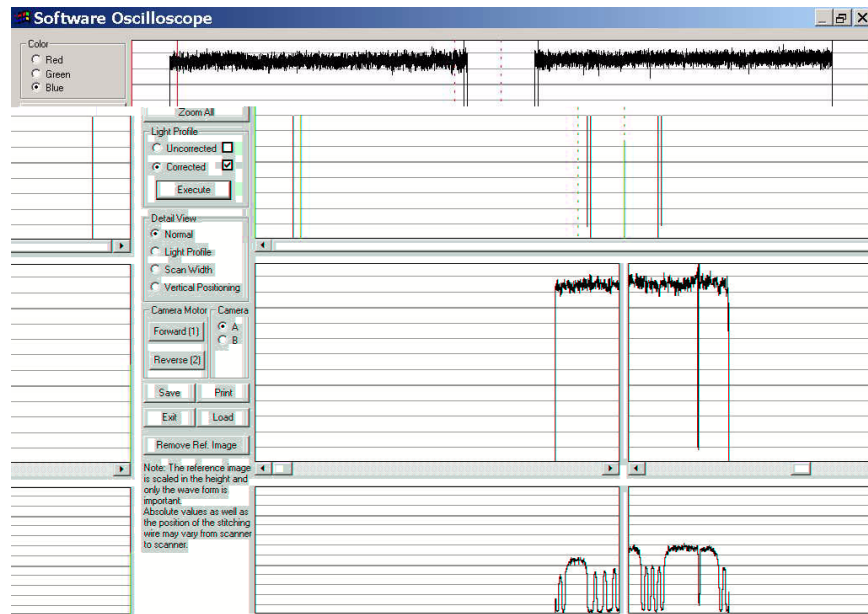 Software Oscilloscope
Color
Red
Green
Blue
Zoom All
Light Profile
Uncorrected
Corrected
Execute
Detail View
Normal
Light Profile
Scan Width
Vertical Positioning
Camera Motor
Camera
Forward (1)
A
B
Reverse (2)
Save
Print
Exit
Load
Remove Ref. Image
Note: The reference image
is scaled in the height and
only the wave form is
important.
Absolute values as well as
the position of the stitching
wire may vary from scanner
to scanner.